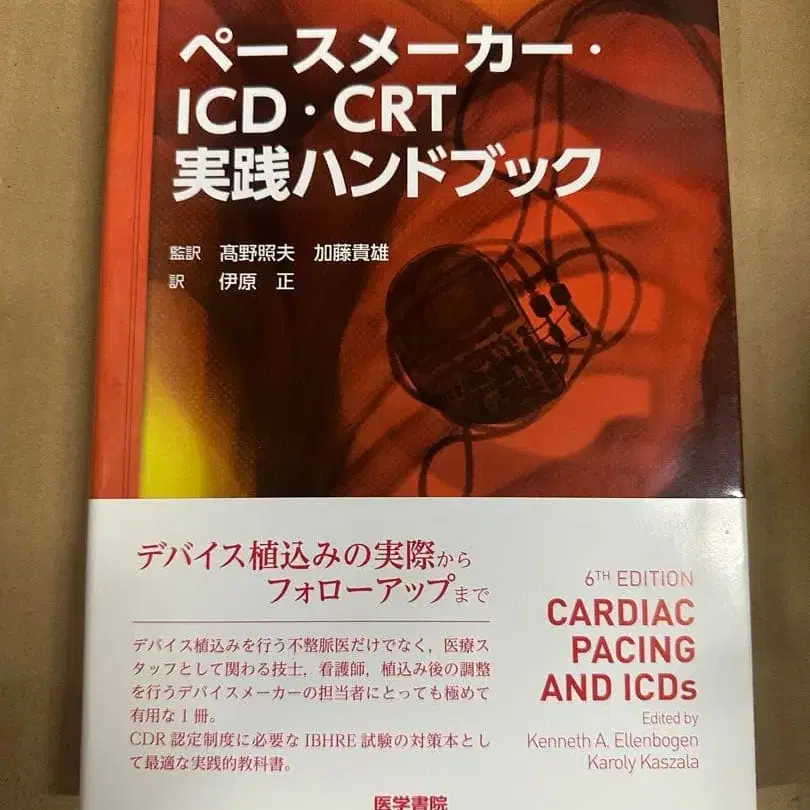 ペースメーカー・
ICD・CRT
実践ハンドブック
監訳 髙野照夫 加藤貴雄
訳 伊原 正
デバイス植込みの実際から
フォローアップまで
デバイス植込みを行う不整脈医だけでなく，医療ス
タッフとして関わる技士，看護師，植込み後の調整
を行うデバイスメーカーの担当者にとっても極めて
有用な1冊。
CDR認定制度に必要なIBHRE試験の対策本とし
て最適な実践的教科書。
6TH EDITION
CARDIAC
PACING
AND ICDs
Edited by
Kenneth A. Ellenbogen
Karoly Kaszala
医学書院